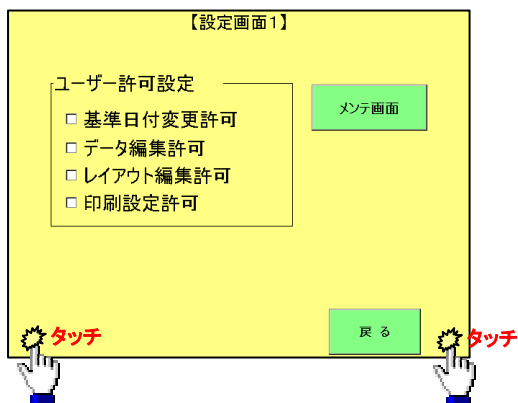 【設定画面1】
ユーザー許可設定
メンテ画面
基準日付変更許可
データ編集許可
レイアウト編集許可
印刷設定許可
戻る
タッチ
タッチ